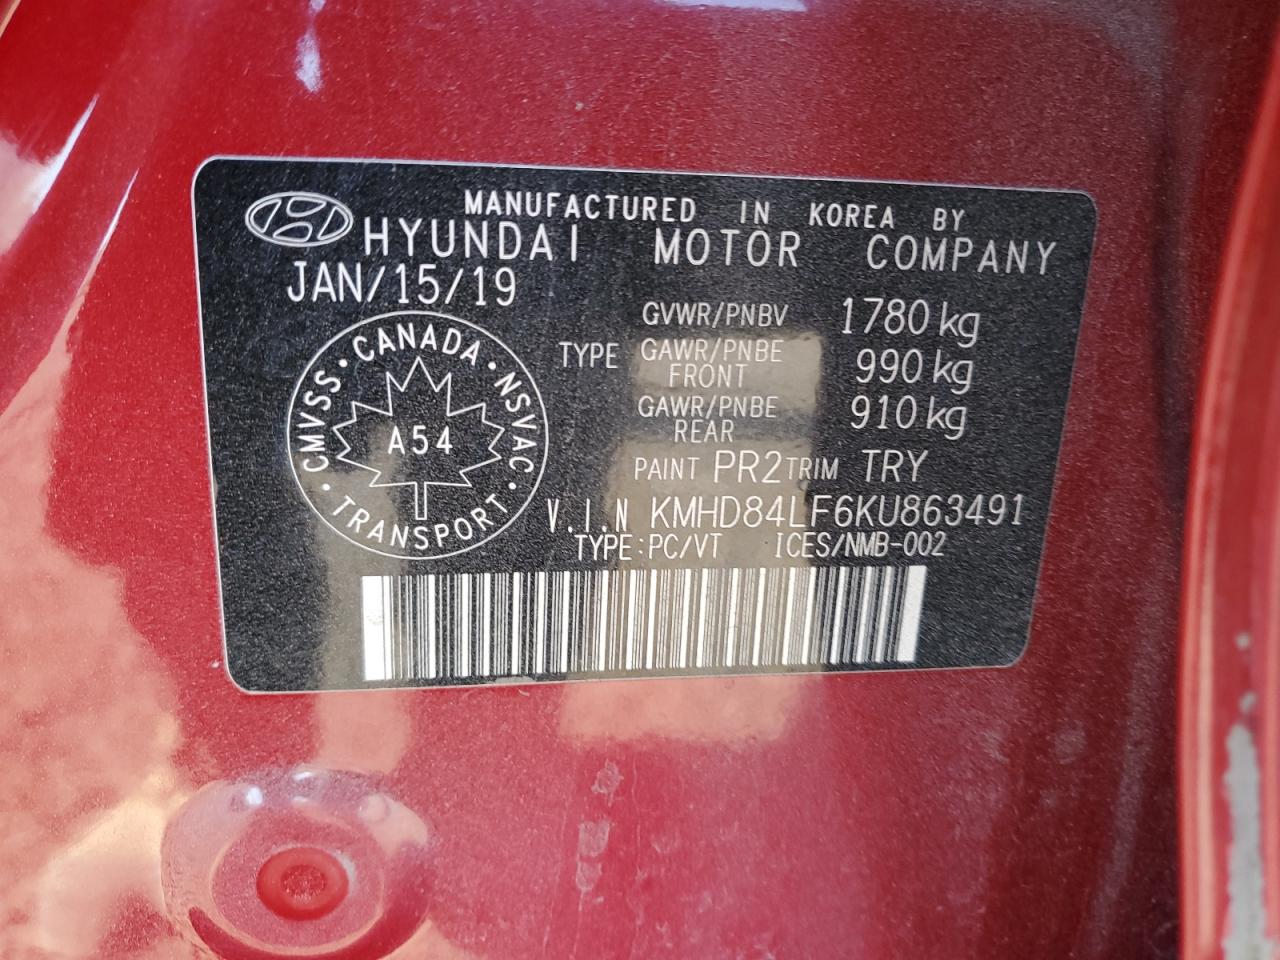 MANUFACTURED IN KOREA BY
HYUNDAI MOTOR COMPANY
JAN/15/19
GVWR/PNBV 1780 kg
TYPE GAWR/PNBE FRONT 990 kg
GAWR/PNBE REAR 910 kg
PAINT PR2 TRIM TRY
V.I.N KMHD84LF6KU863491
TYPE:PC/VT ICES/NMB-002
CANADA · NSVAC · TRANSPORT · CMVSS ·
A54